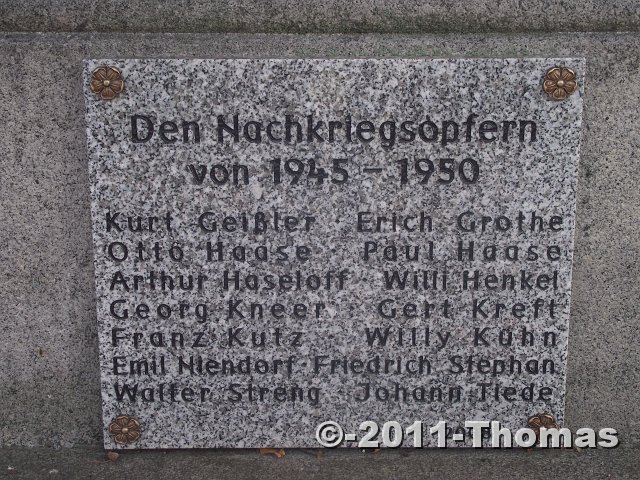 Den Nachkriegsopfern
von 1945 - 1950
Kurt Geißler · Erich Grothe
Otto Haase Paul Haase
Arthur Haseloff Willi Henkel
Georg Kneer Gert Kreft
Franz Kutz Willy Kühn
Emil Niendorf · Friedrich Stephan
Walter Streng Johann Tiede
©-2011-Thomas